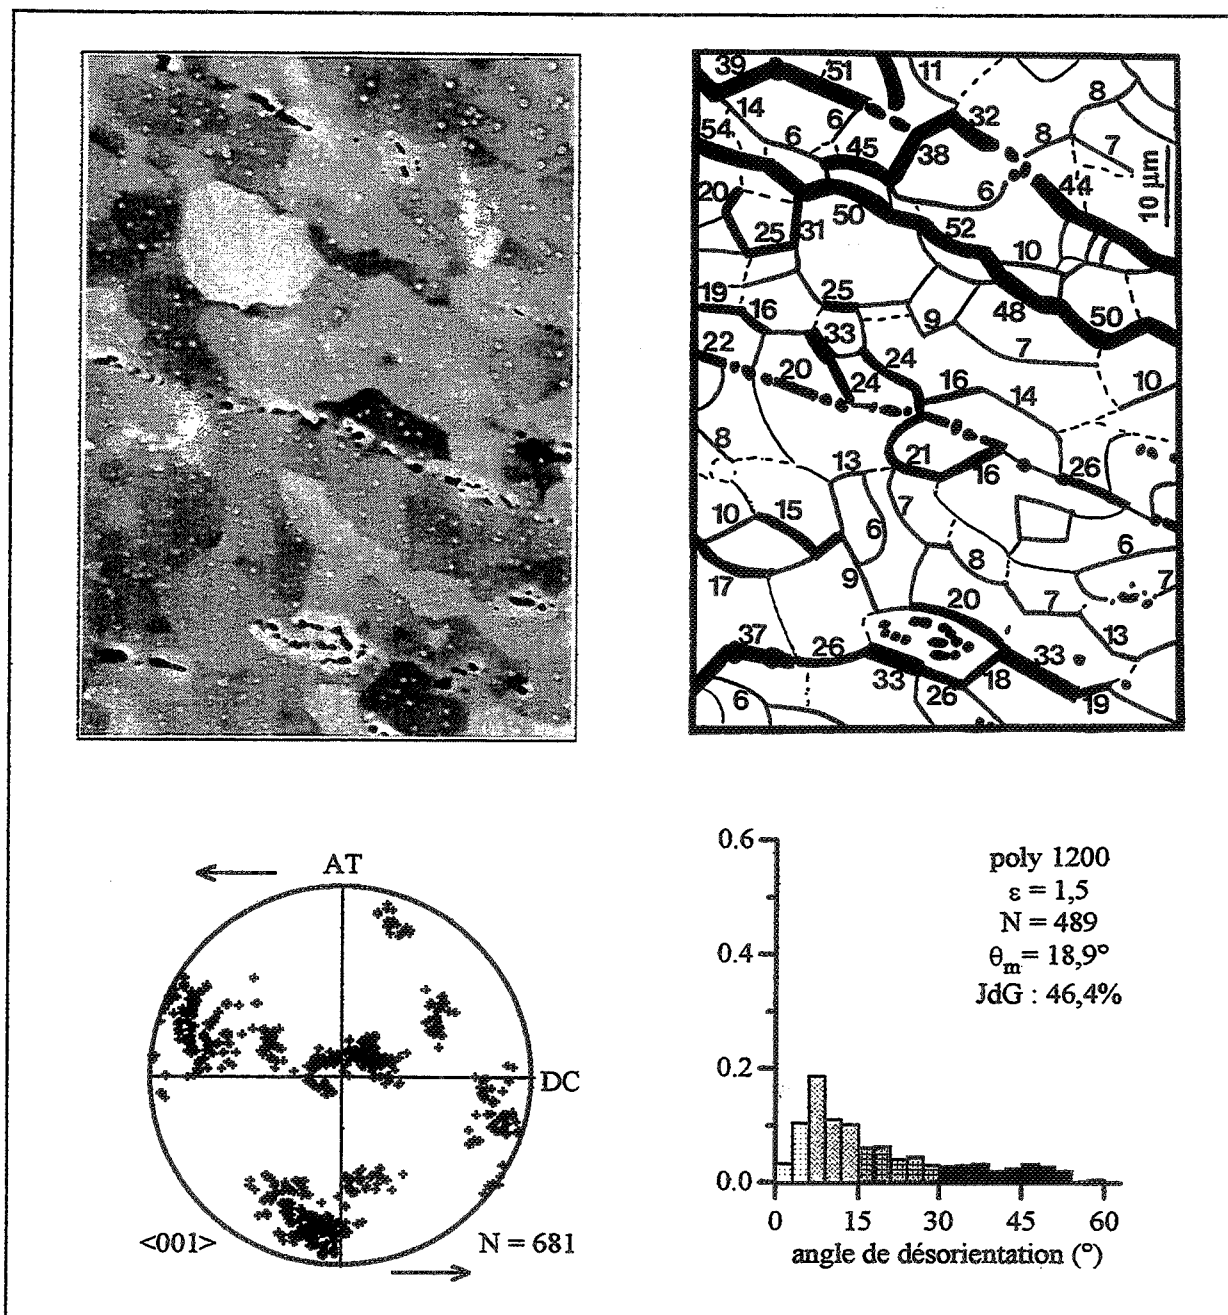 39 51 11
14 6 32 8
54 6 45 38 8 7
20 50 6 44 10 µm
25 31 52 10
19 16 25 48 50
33 9 7
22 20 24 24 16 14 10
8 21 16 26
13
10 15 6 7 6
17 9 8 7
20 7 13
37 26 33
6 33 26 18 19
AT
DC
<001>
N = 681
0.6
0.4
0.2
0.0
poly 1200
ε = 1,5
N = 489
θm = 18,9°
JdG : 46,4%
0 15 30 45 60
angle de désorientation (°)